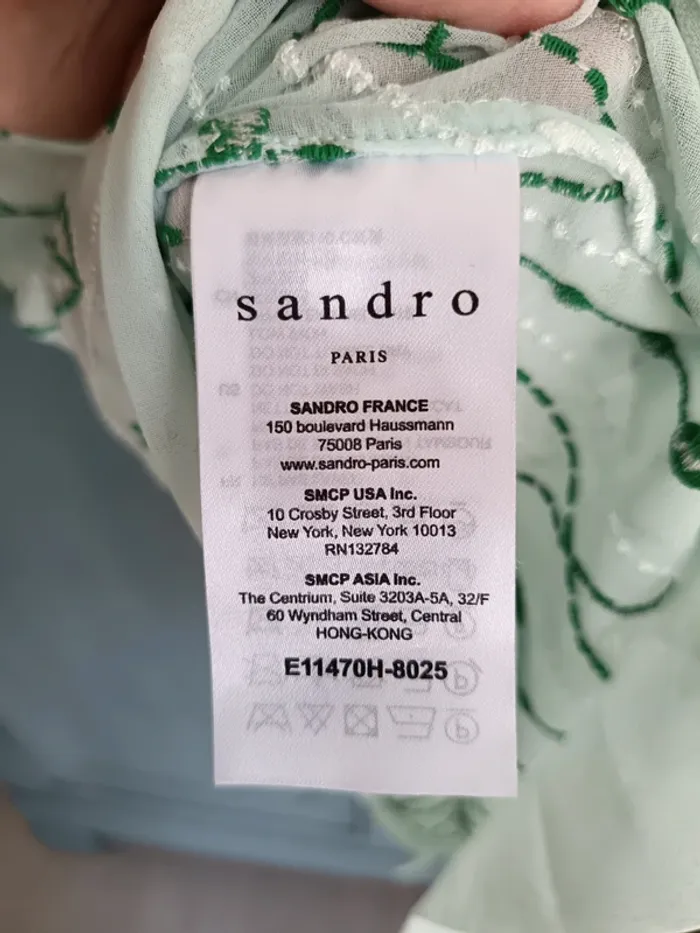 sandro
PARIS
SANDRO FRANCE
150 boulevard Haussmann
75008 Paris
www.sandro-paris.com
SMCP USA Inc.
10 Crosby Street, 3rd Floor
New York, New York 10013
RN132784
SMCP ASIA Inc.
The Centrium, Suite 3203A-5A, 32/F
60 Wyndham Street, Central
HONG-KONG
E11470H-8025